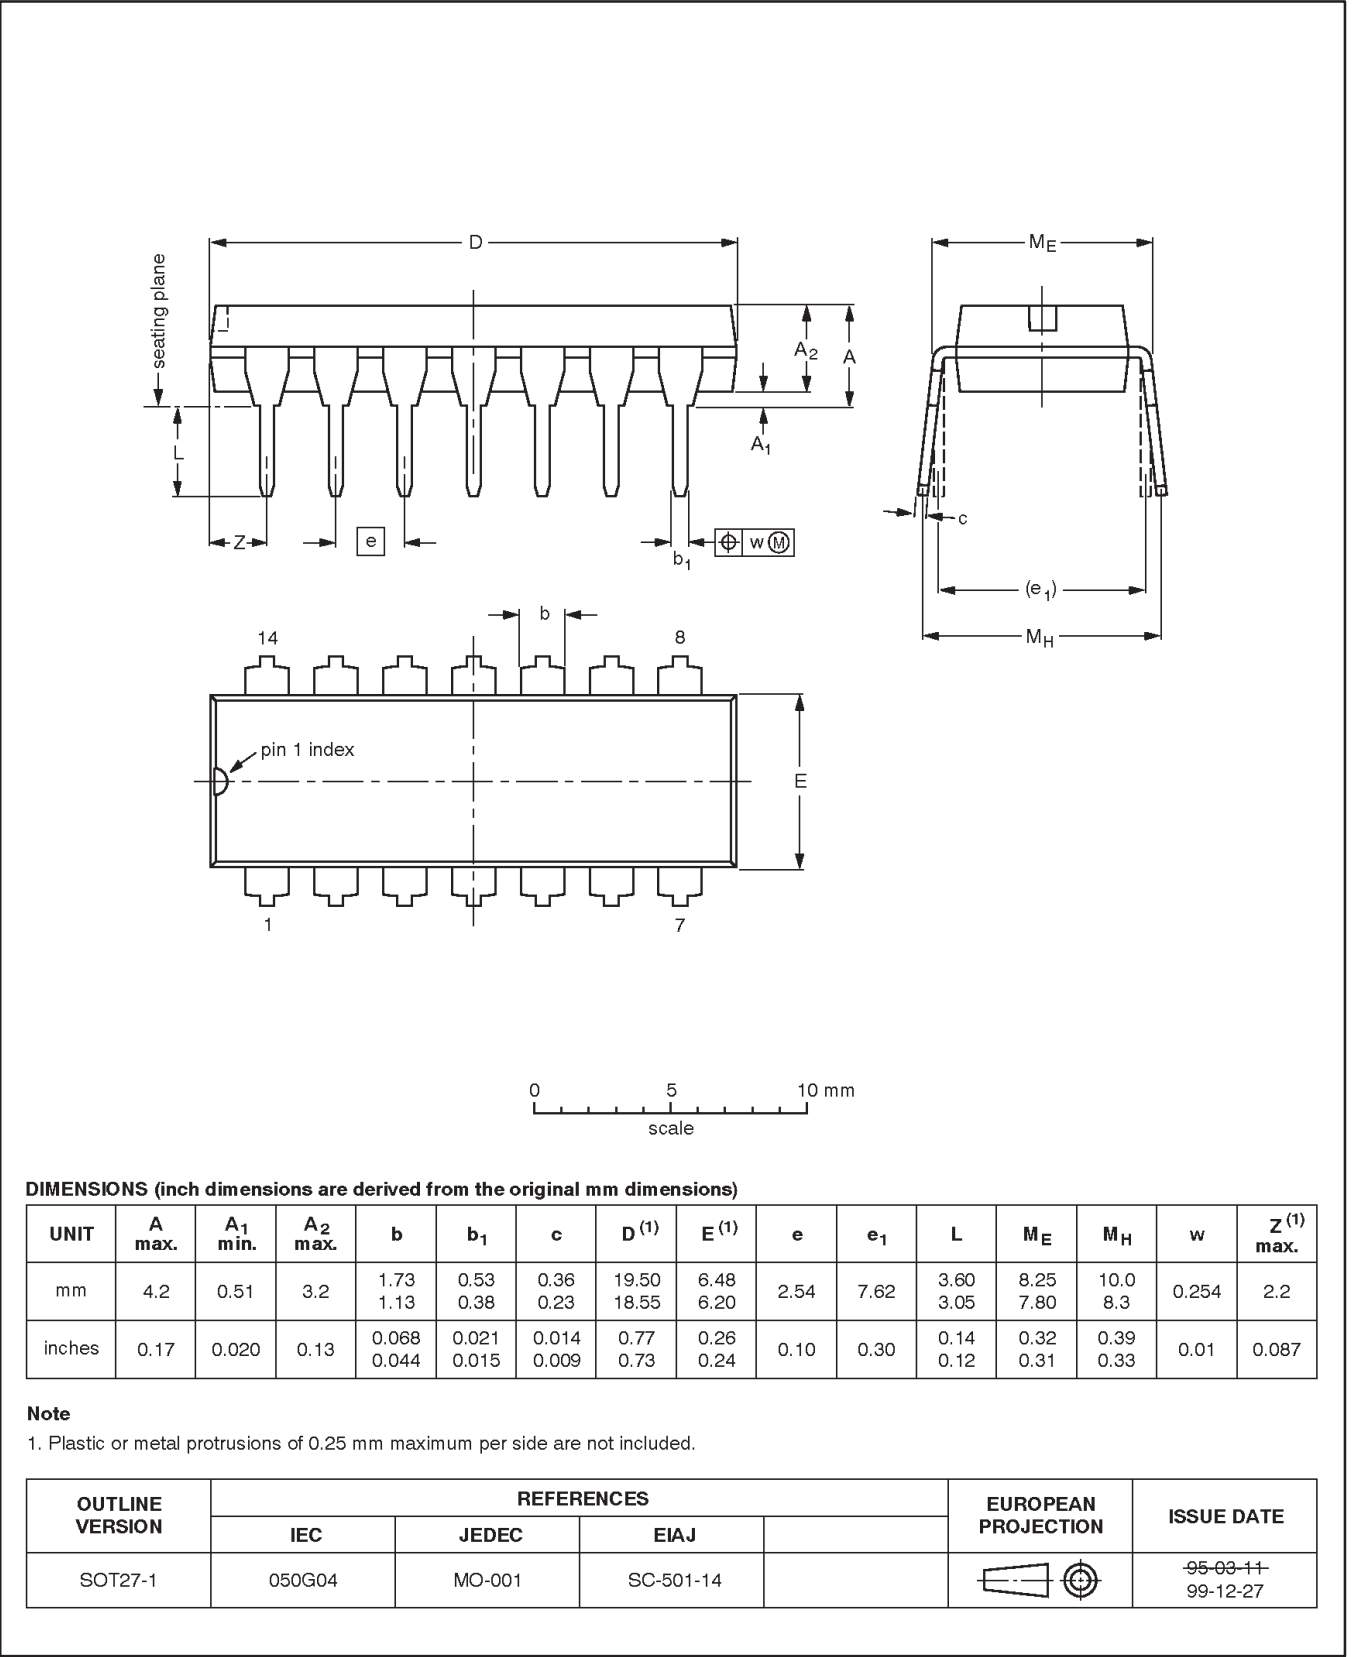 D
ME
seating plane
A2
A
A1
L
c
Z
e
b1
w M
(e1)
MH
b
14
8
pin 1 index
E
1
7
0
5
10 mm
scale
DIMENSIONS (inch dimensions are derived from the original mm dimensions)
UNIT A max. A1 min. A2 max. b b1 c D(1) E(1) e e1 L ME MH w Z(1) max.
mm 4.2 0.51 3.2 1.73 1.13 0.53 0.38 0.36 0.23 19.50 18.55 6.48 6.20 2.54 7.62 3.60 3.05 8.25 7.80 10.0 8.3 0.254 2.2
inches 0.17 0.020 0.13 0.068 0.044 0.021 0.015 0.014 0.009 0.77 0.73 0.26 0.24 0.10 0.30 0.14 0.12 0.32 0.31 0.39 0.33 0.01 0.087
Note
1. Plastic or metal protrusions of 0.25 mm maximum per side are not included.
OUTLINE VERSION
REFERENCES
EUROPEAN PROJECTION
ISSUE DATE
IEC JEDEC EIAJ
SOT27-1 050G04 MO-001 SC-501-14
95-03-11
99-12-27